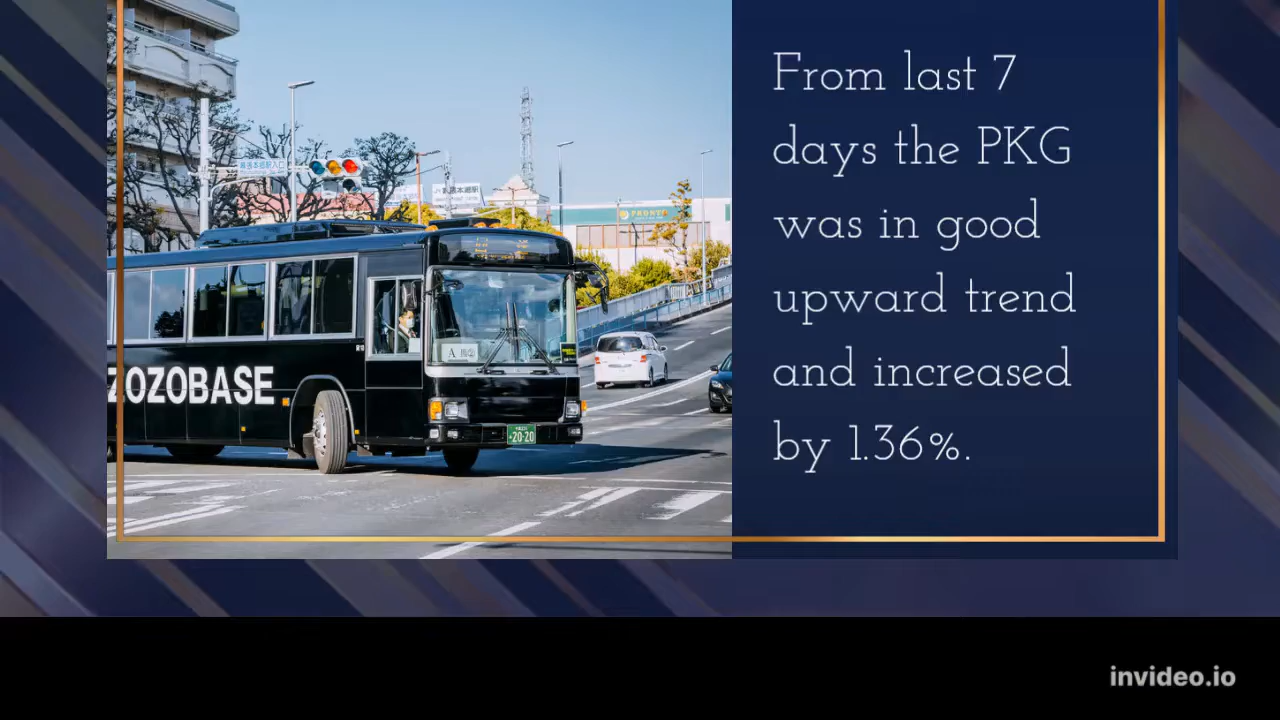 From last 7
days the PKG
was in good
upward trend
and increased
by 1.36%.
ZOZOBASE
A
20-20
PRONTO
invideo.io